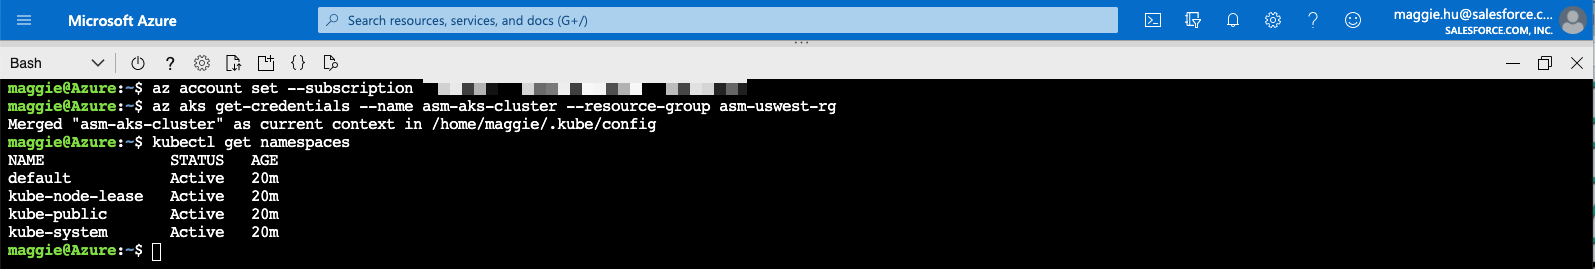 Microsoft Azure
Search resources, services, and docs (G+/)
maggie.hu@salesforce.c...
SALESFORCE.COM, INC.
Bash
maggie@Azure:~$ az account set --subscription
maggie@Azure:~$ az aks get-credentials --name asm-aks-cluster --resource-group asm-uswest-rg
Merged "asm-aks-cluster" as current context in /home/maggie/.kube/config
maggie@Azure:~$ kubectl get namespaces
NAME STATUS AGE
default Active 20m
kube-node-lease Active 20m
kube-public Active 20m
kube-system Active 20m
maggie@Azure:~$